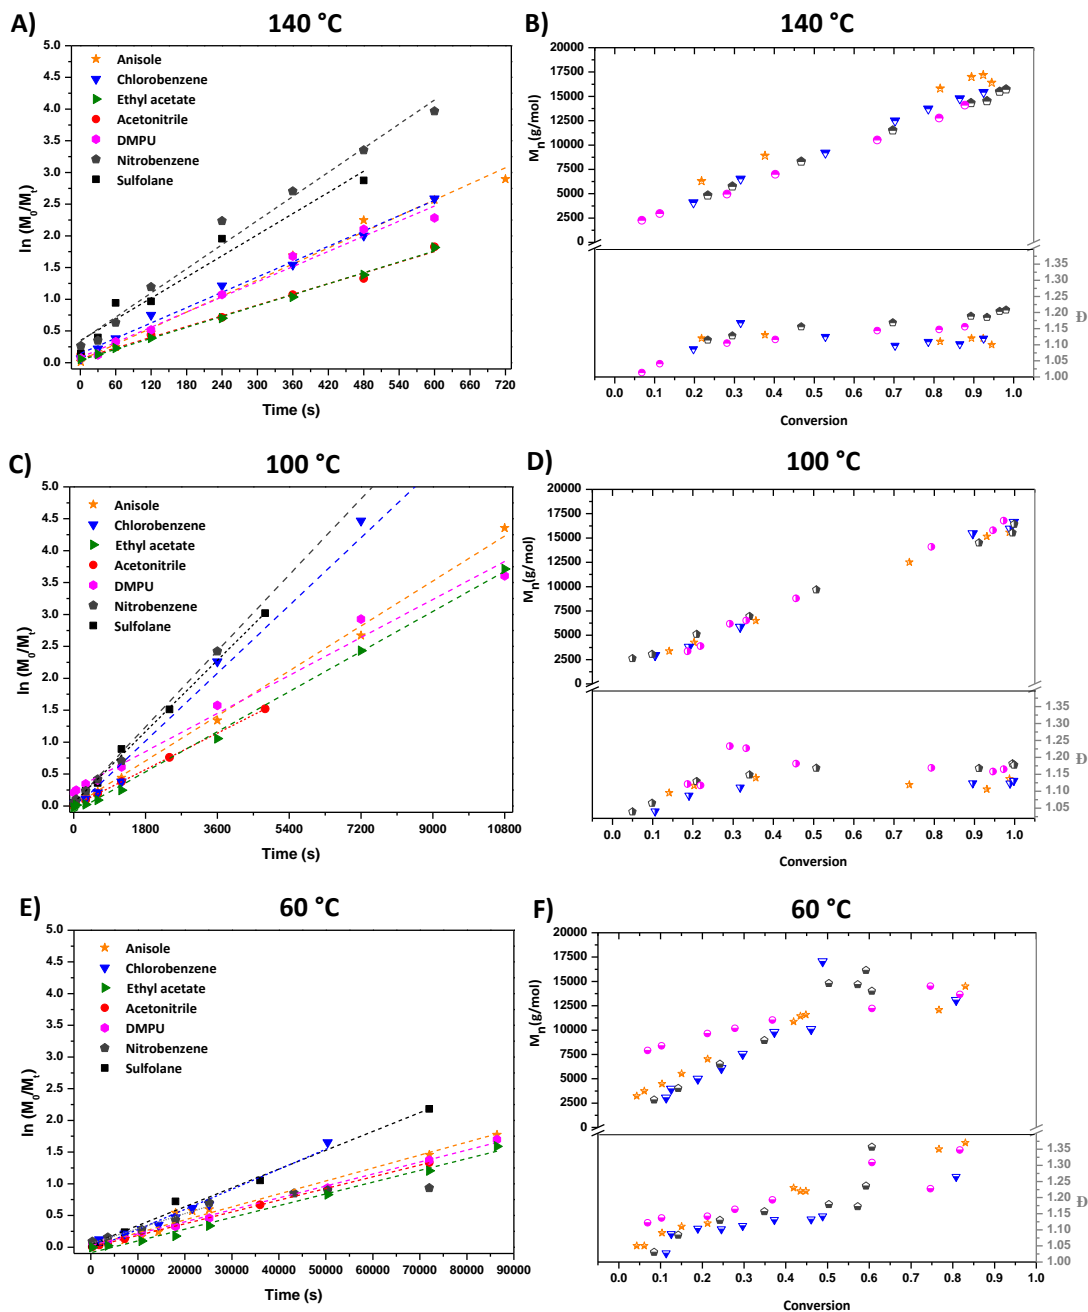 A)
140 °C
5.0
4.5
4.0
3.5
3.0
2.5
2.0
1.5
1.0
0.5
0.0
ln (M0/Mt)
Anisole
Chlorobenzene
Ethyl acetate
Acetonitrile
DMPU
Nitrobenzene
Sulfolane
0 60 120 180 240 300 360 420 480 540 600 660 720
Time (s)
B)
140 °C
20000
17500
15000
12500
10000
7500
5000
2500
0
Mn(g/mol)
1.35
1.30
1.25
1.20
1.15
1.10
1.05
1.00
Đ
0.0 0.1 0.2 0.3 0.4 0.5 0.6 0.7 0.8 0.9 1.0
Conversion
C)
100 °C
5.0
4.5
4.0
3.5
3.0
2.5
2.0
1.5
1.0
0.5
0.0
ln (M0/Mt)
Anisole
Chlorobenzene
Ethyl acetate
Acetonitrile
DMPU
Nitrobenzene
Sulfolane
0 1800 3600 5400 7200 9000 10800
Time (s)
D)
100 °C
20000
17500
15000
12500
10000
7500
5000
2500
0
Mn(g/mol)
1.35
1.30
1.25
1.20
1.15
1.10
1.05
Đ
0.0 0.1 0.2 0.3 0.4 0.5 0.6 0.7 0.8 0.9 1.0
Conversion
E)
60 °C
5.0
4.5
4.0
3.5
3.0
2.5
2.0
1.5
1.0
0.5
0.0
ln (M0/Mt)
Anisole
Chlorobenzene
Ethyl acetate
Acetonitrile
DMPU
Nitrobenzene
Sulfolane
0 10000 20000 30000 40000 50000 60000 70000 80000 90000
Time (s)
F)
60 °C
20000
17500
15000
12500
10000
7500
5000
2500
0
Mn(g/mol)
1.35
1.30
1.25
1.20
1.15
1.10
1.05
1.00
Đ
0.0 0.1 0.2 0.3 0.4 0.5 0.6 0.7 0.8 0.9 1.0
Conversion